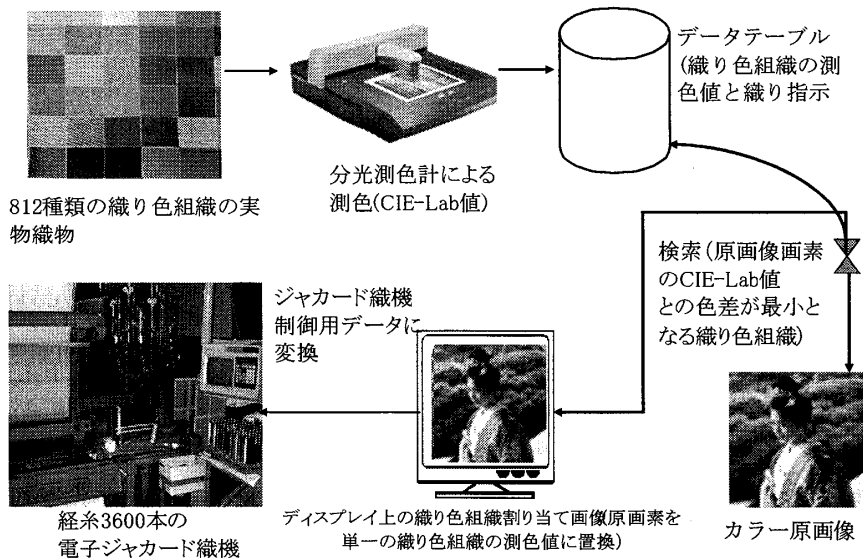 812種類の織り色組織の実
物織物
分光測色計による
測色(CIE-Lab値)
データテーブル
(織り色組織の測
色値と織り指示
検索(原画像画素
のCIE-Lab値
との色差が最小と
なる織り色組織)
カラー原画像
ディスプレイ上の織り色組織割り当て画像原画素を
単一の織り色組織の測色値に置換)
ジャカード織機
制御用データに
変換
経糸3600本の
電子ジャカード織機